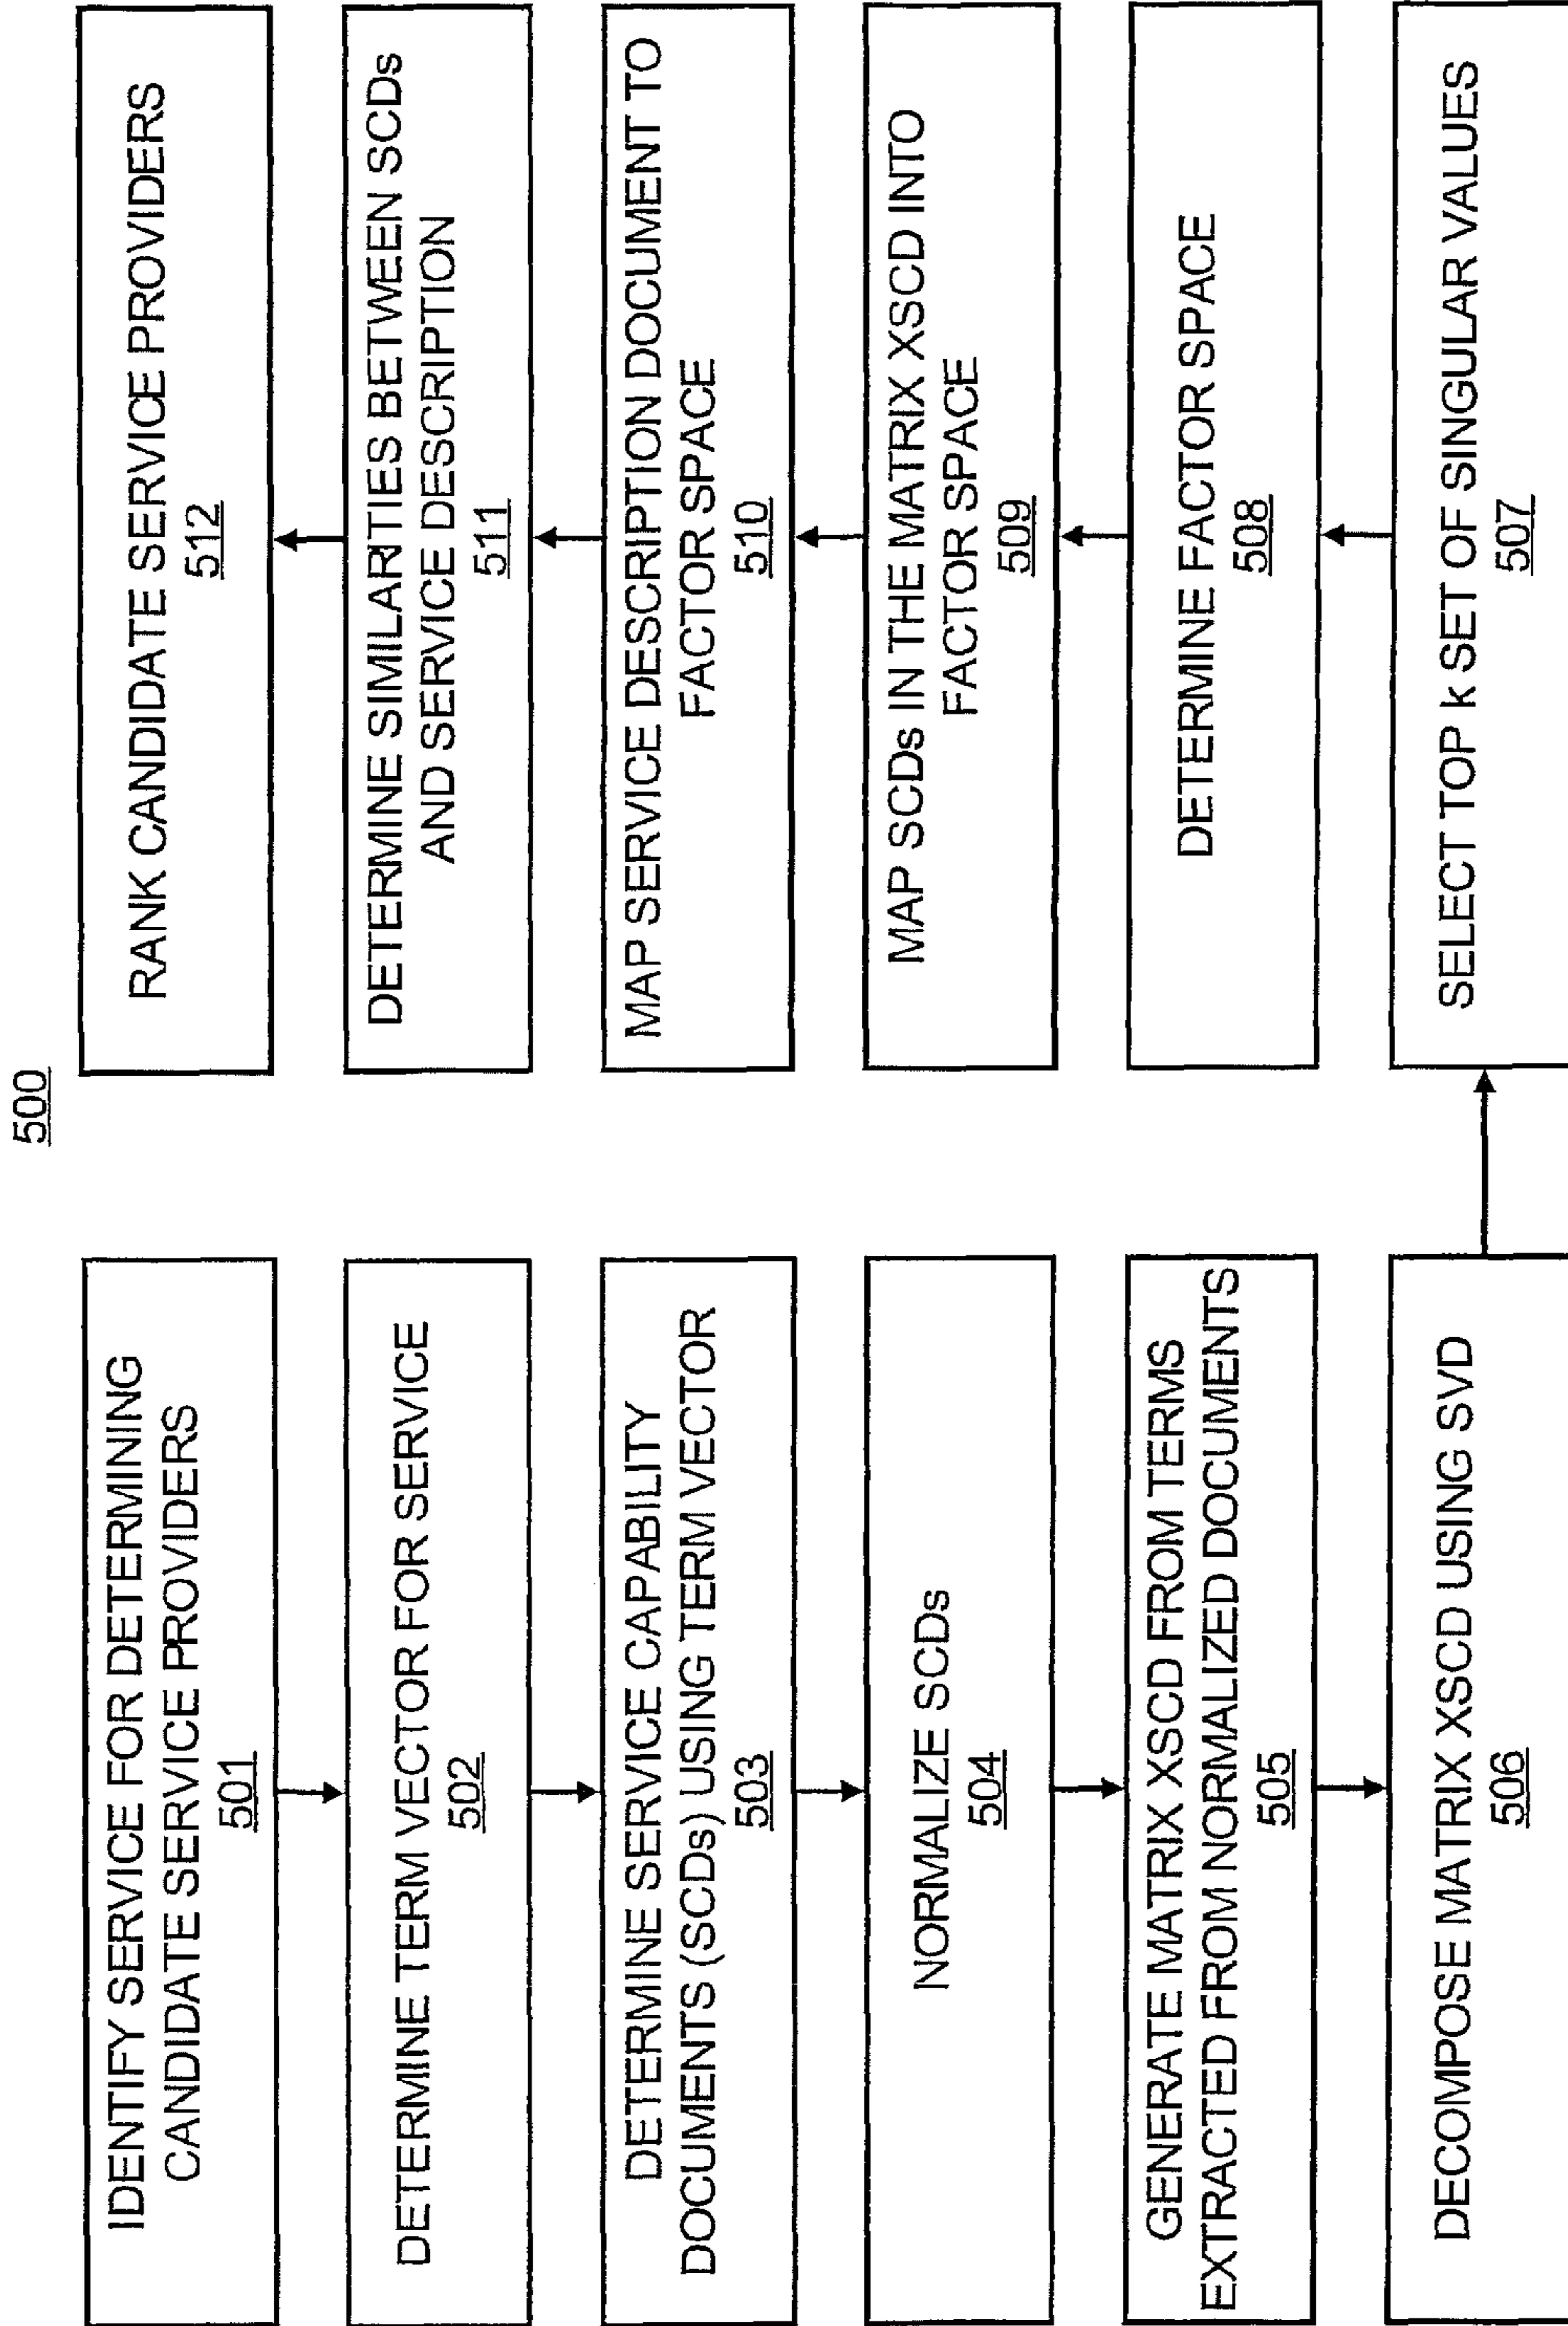 500
IDENTIFY SERVICE FOR DETERMINING
CANDIDATE SERVICE PROVIDERS
501
DETERMINE TERM VECTOR FOR SERVICE
502
DETERMINE SERVICE CAPABILITY
DOCUMENTS (SCDs) USING TERM VECTOR
503
NORMALIZE SCDs
504
GENERATE MATRIX XSCD FROM TERMS
EXTRACTED FROM NORMALIZED DOCUMENTS
505
DECOMPOSE MATRIX XSCD USING SVD
506
SELECT TOP k SET OF SINGULAR VALUES
507
DETERMINE FACTOR SPACE
508
MAP SCDs IN THE MATRIX XSCD INTO
FACTOR SPACE
509
MAP SERVICE DESCRIPTION DOCUMENT TO
FACTOR SPACE
510
DETERMINE SIMILARITIES BETWEEN SCDs
AND SERVICE DESCRIPTION
511
RANK CANDIDATE SERVICE PROVIDERS
512